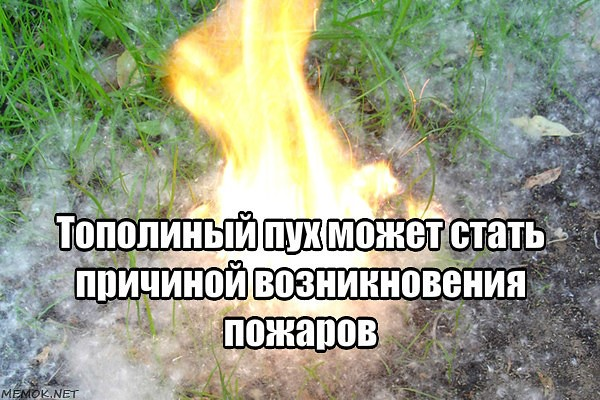 Тополиный пух может стать
причиной возникновения
пожаров
MEMOK.NET